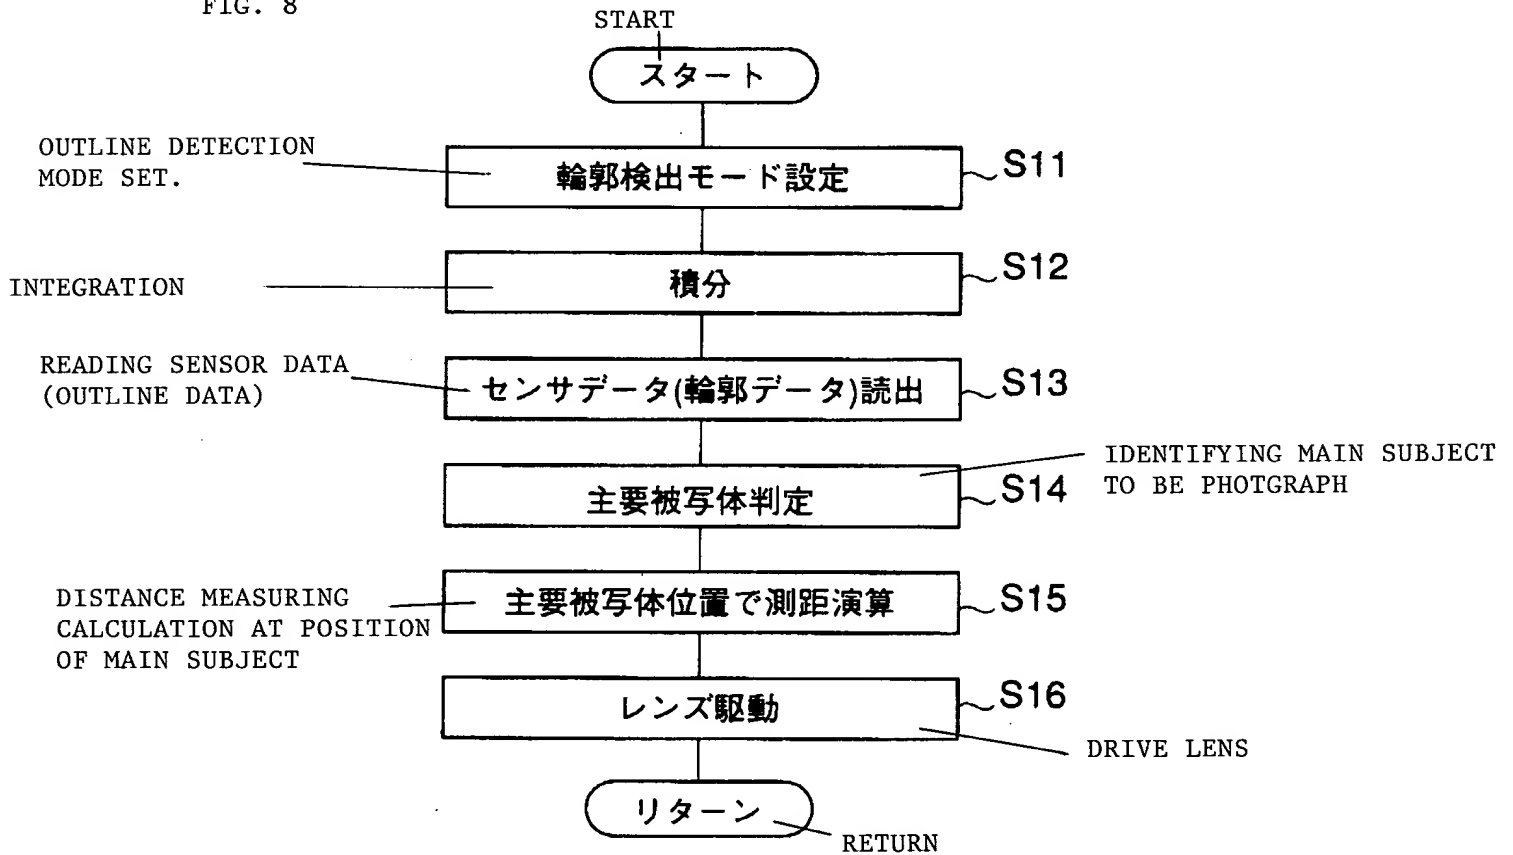 FIG. 8
START
スタート
OUTLINE DETECTION
MODE SET.
輪郭検出モード設定
S11
INTEGRATION
積分
S12
READING SENSOR DATA
(OUTLINE DATA)
センサデータ(輪郭データ)読出
S13
主要被写体判定
S14
IDENTIFYING MAIN SUBJECT
TO BE PHOTGRAPH
DISTANCE MEASURING
CALCULATION AT POSITION
OF MAIN SUBJECT
主要被写体位置で測距演算
S15
レンズ駆動
S16
DRIVE LENS
リターン
RETURN